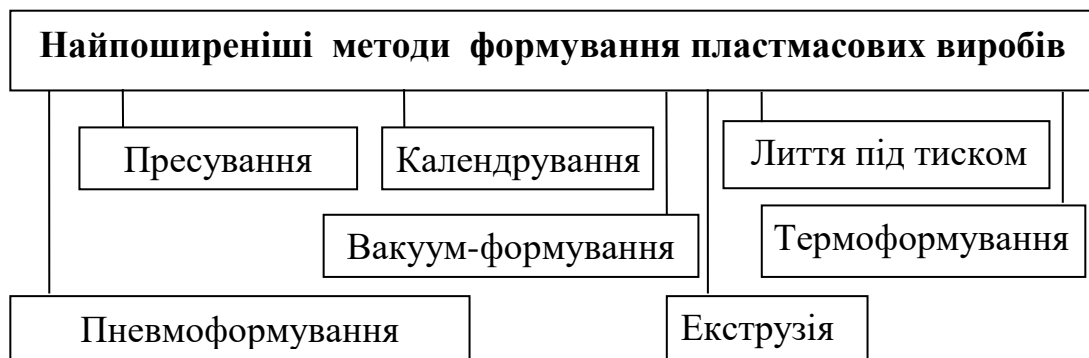 Найпоширеніші методи формування пластмасових виробів
Пресування
Календрування
Лиття під тиском
Вакуум-формування
Термоформування
Пневмоформування
Екструзія